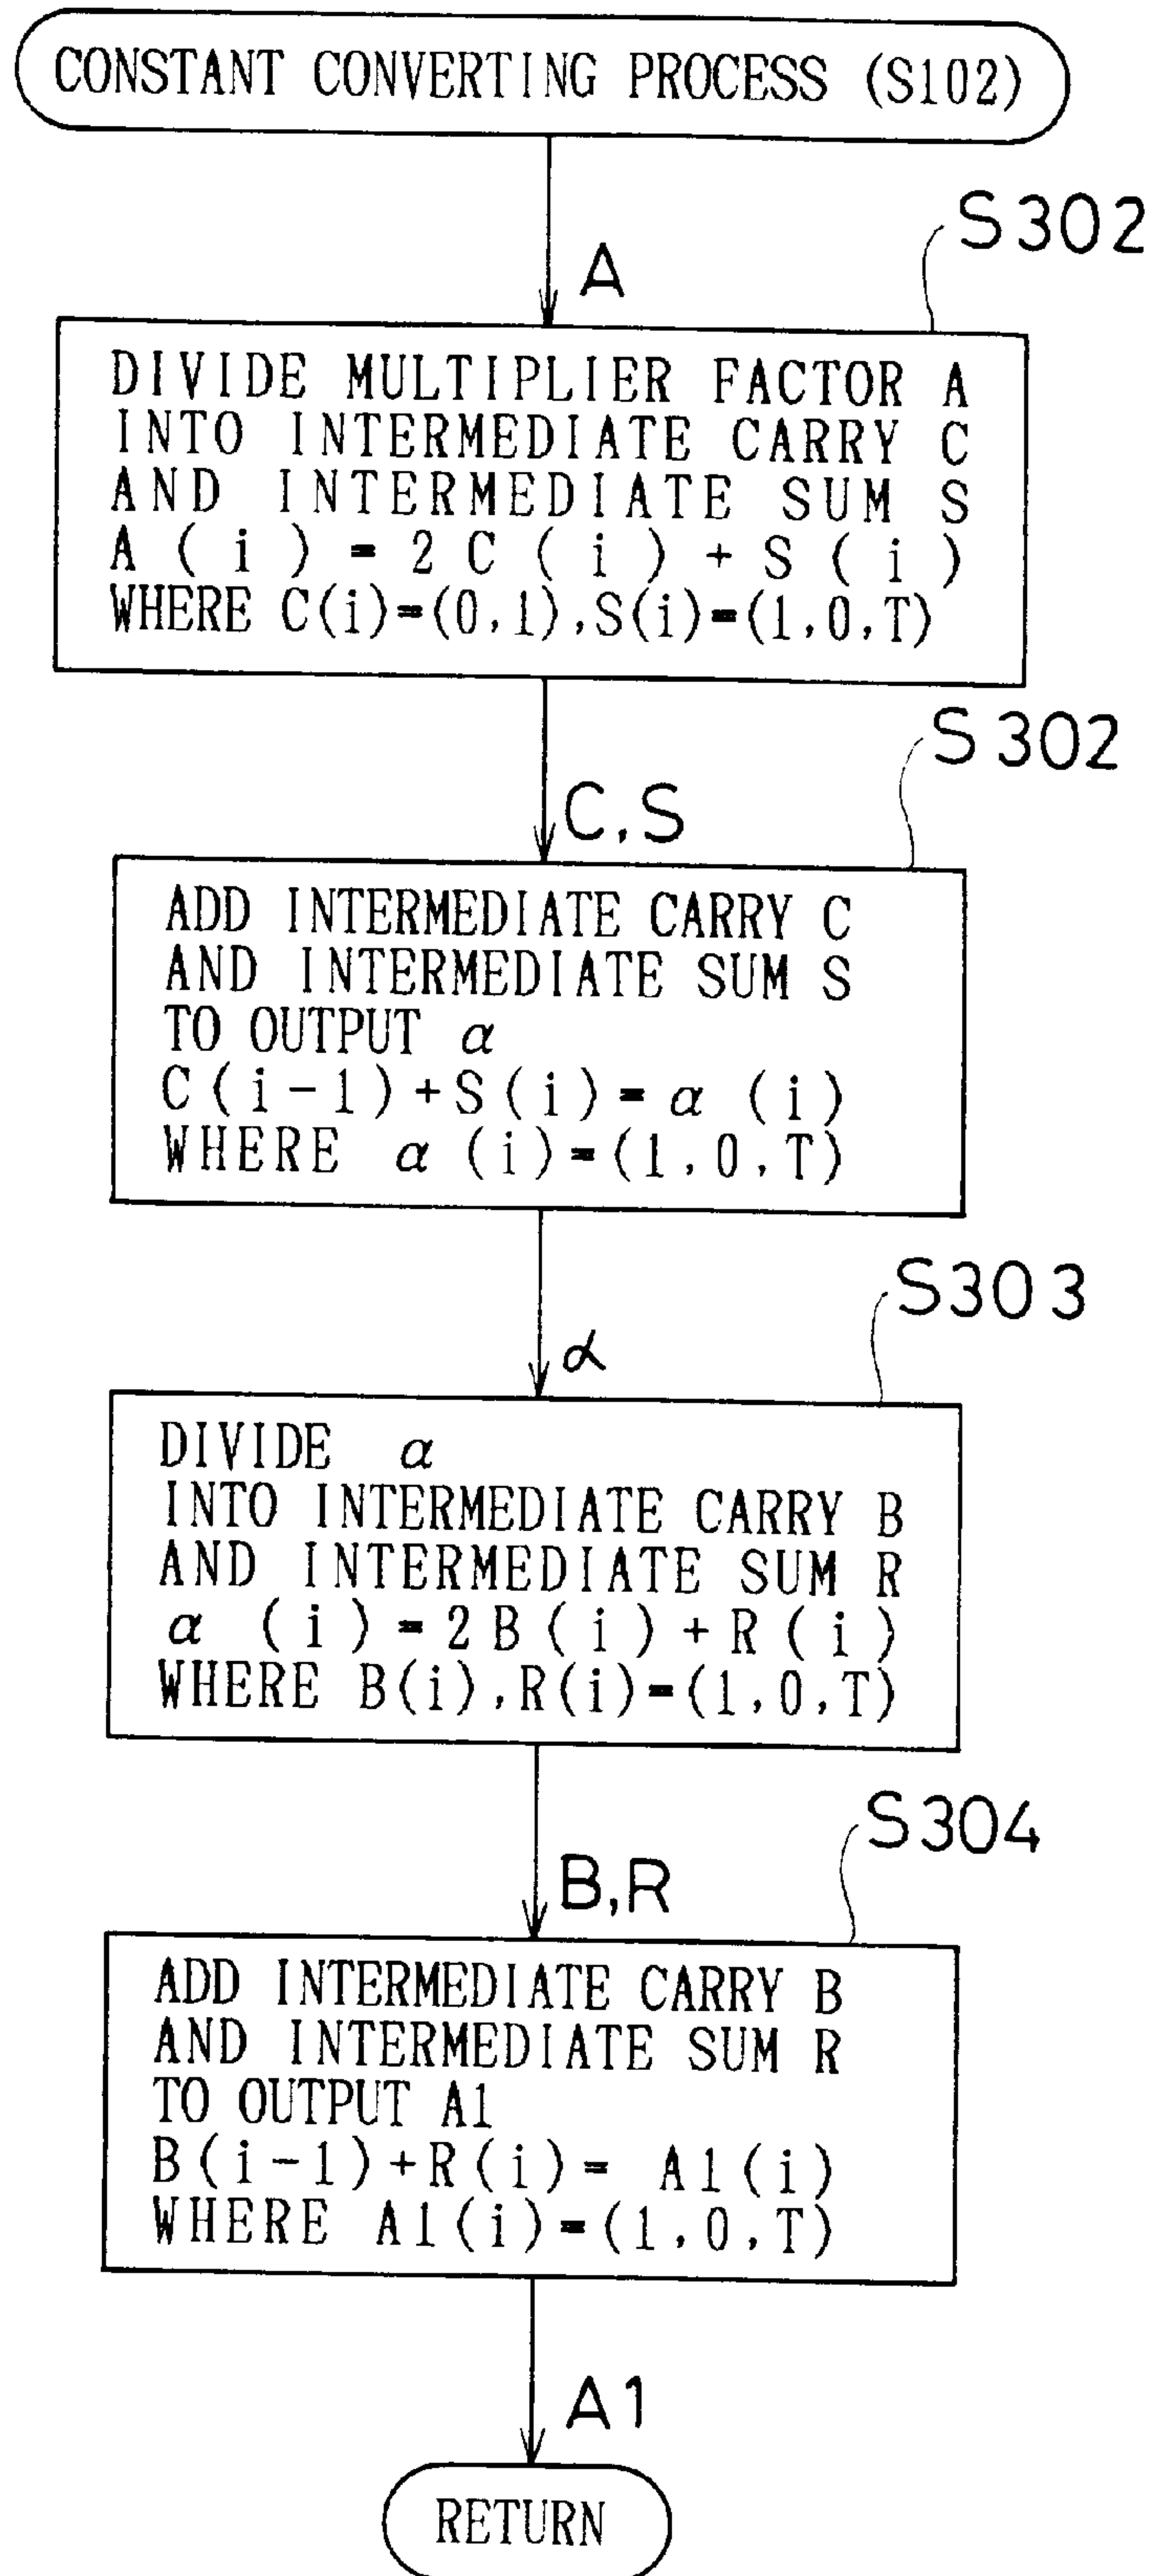 CONSTANT CONVERTING PROCESS (S102)
S302
A
DIVIDE MULTIPLIER FACTOR A
INTO INTERMEDIATE CARRY C
AND INTERMEDIATE SUM S
A(i)=2C(i)+S(i)
WHERE C(i)=(0,1),S(i)=(1,0,T)
S302
C,S
ADD INTERMEDIATE CARRY C
AND INTERMEDIATE SUM S
TO OUTPUT α
C(i-1)+S(i)=α(i)
WHERE α(i)=(1,0,T)
S303
α
DIVIDE α
INTO INTERMEDIATE CARRY B
AND INTERMEDIATE SUM R
α(i)=2B(i)+R(i)
WHERE B(i),R(i)=(1,0,T)
S304
B,R
ADD INTERMEDIATE CARRY B
AND INTERMEDIATE SUM R
TO OUTPUT A1
B(i-1)+R(i)= A1(i)
WHERE A1(i)=(1,0,T)
A1
RETURN